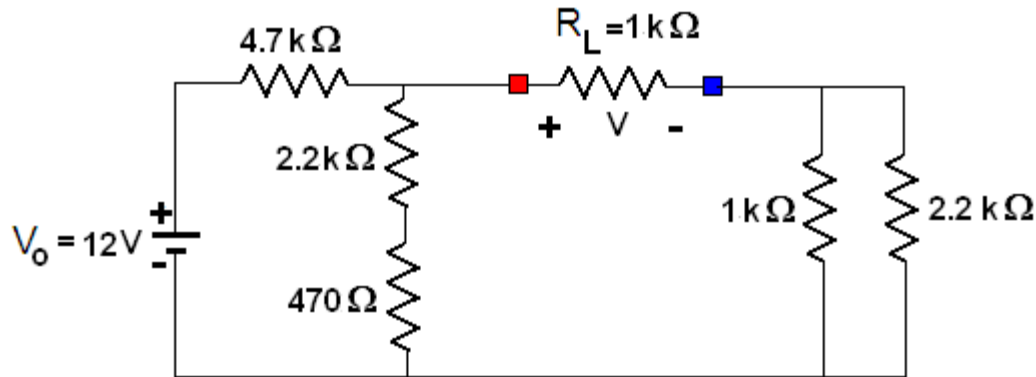 R_L =1kΩ
4.7kΩ
+ V -
2.2kΩ
1kΩ
2.2 kΩ
+
V_o = 12V
-
470Ω